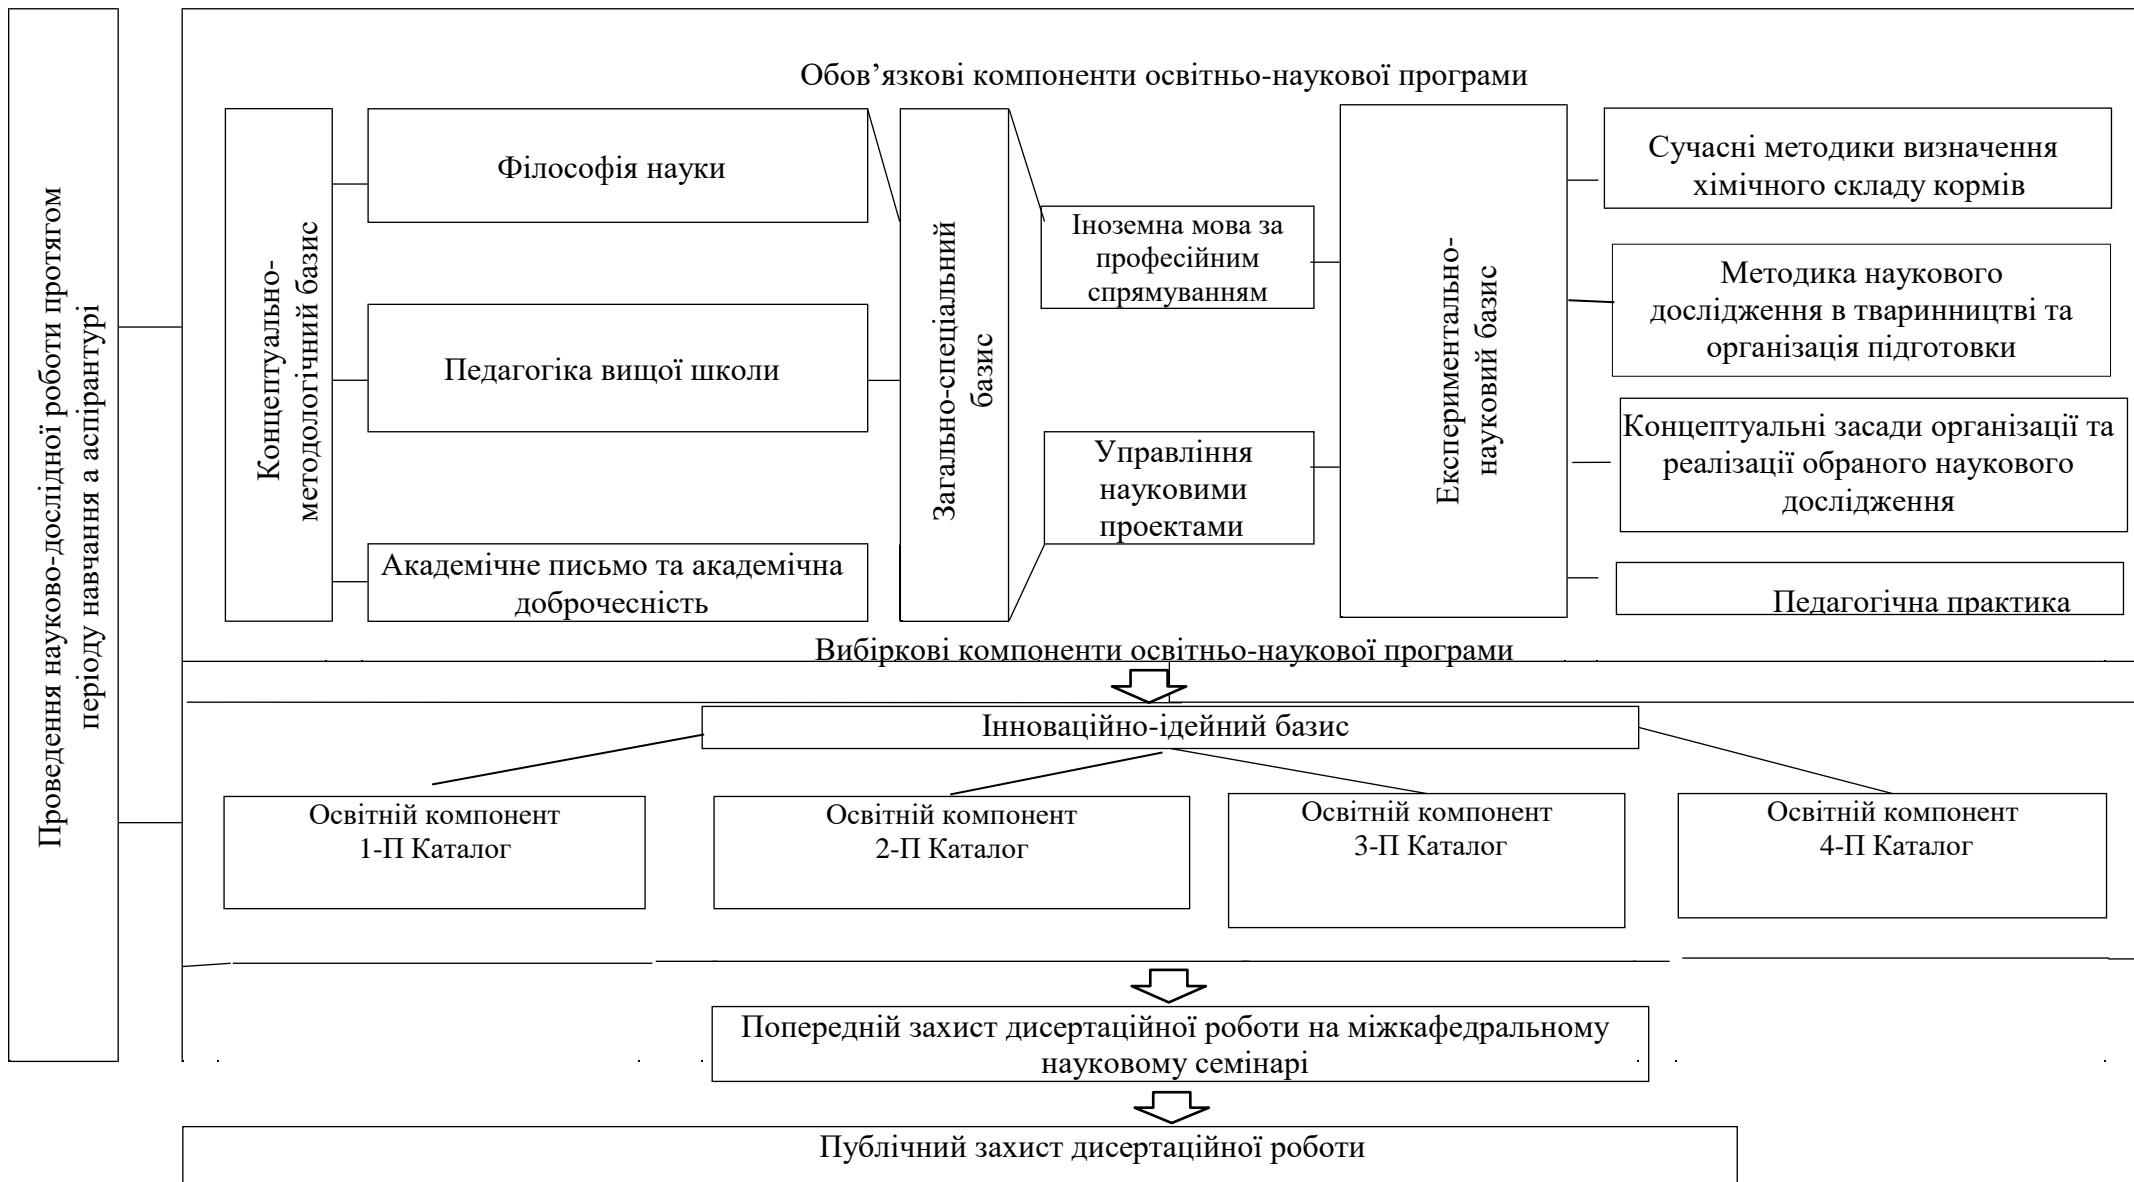 Проведення науково-дослідної роботи протягом
періоду навчання а аспірантурі
Обов’язкові компоненти освітньо-наукової програми
Концептуально-
методологічний базис
Філософія науки
Педагогіка вищої школи
Академічне письмо та академічна
доброчесність
Загально-спеціальний
базис
Іноземна мова за
професійним
спрямуванням
Управління
науковими
проектами
Експериментально-
науковий базис
Сучасні методики визначення
хімічного складу кормів
Методика наукового
дослідження в тваринництві та
організація підготовки
Концептуальні засади організації та
реалізації обраного наукового
дослідження
Педагогічна практика
Вибіркові компоненти освітньо-наукової програми
Інноваційно-ідейний базис
Освітній компонент
1-П Каталог
Освітній компонент
2-П Каталог
Освітній компонент
3-П Каталог
Освітній компонент
4-П Каталог
Попередній захист дисертаційної роботи на міжкафедральному
науковому семінарі
Публічний захист дисертаційної роботи